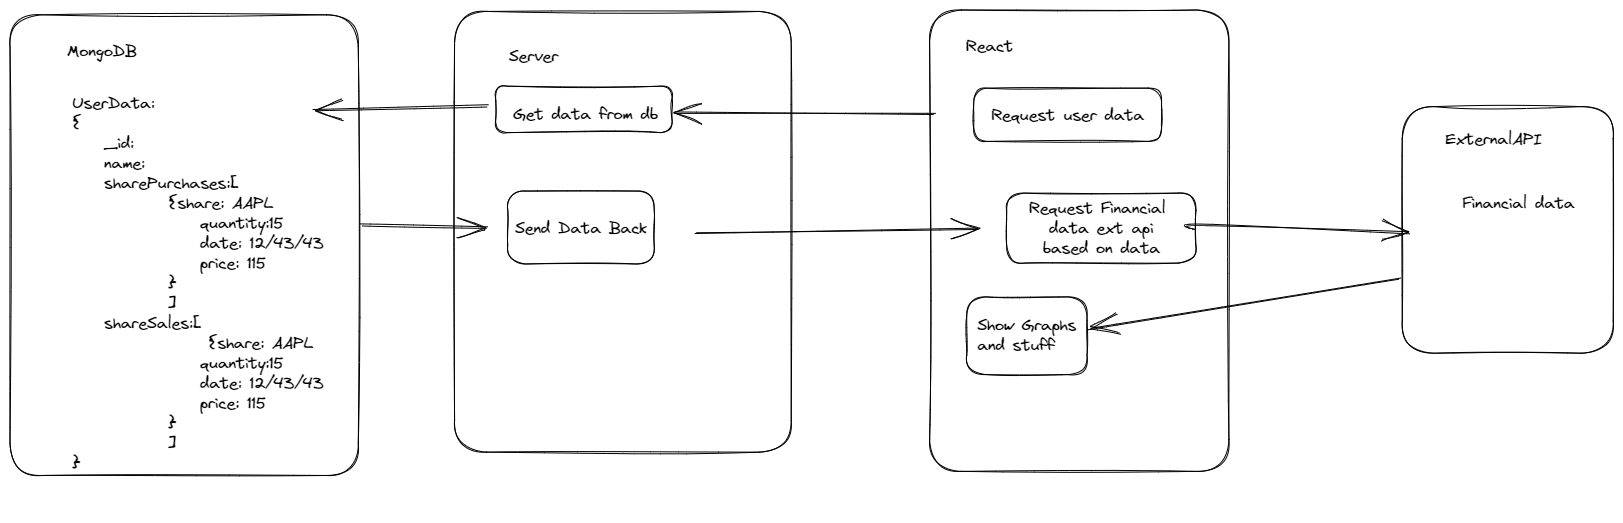 MongoDB
UserData:
{
_id:
name:
sharePurchases:[
{share: AAPL
quantity:15
date: 12/43/43
price: 115
}
]
shareSales:[
{share: AAPL
quantity:15
date: 12/43/43
price: 115
}
]
}
Server
Get data from db
Send Data Back
React
Request user data
Request Financial
data ext api
based on data
Show Graphs
and stuff
ExternalAPI
Financial data